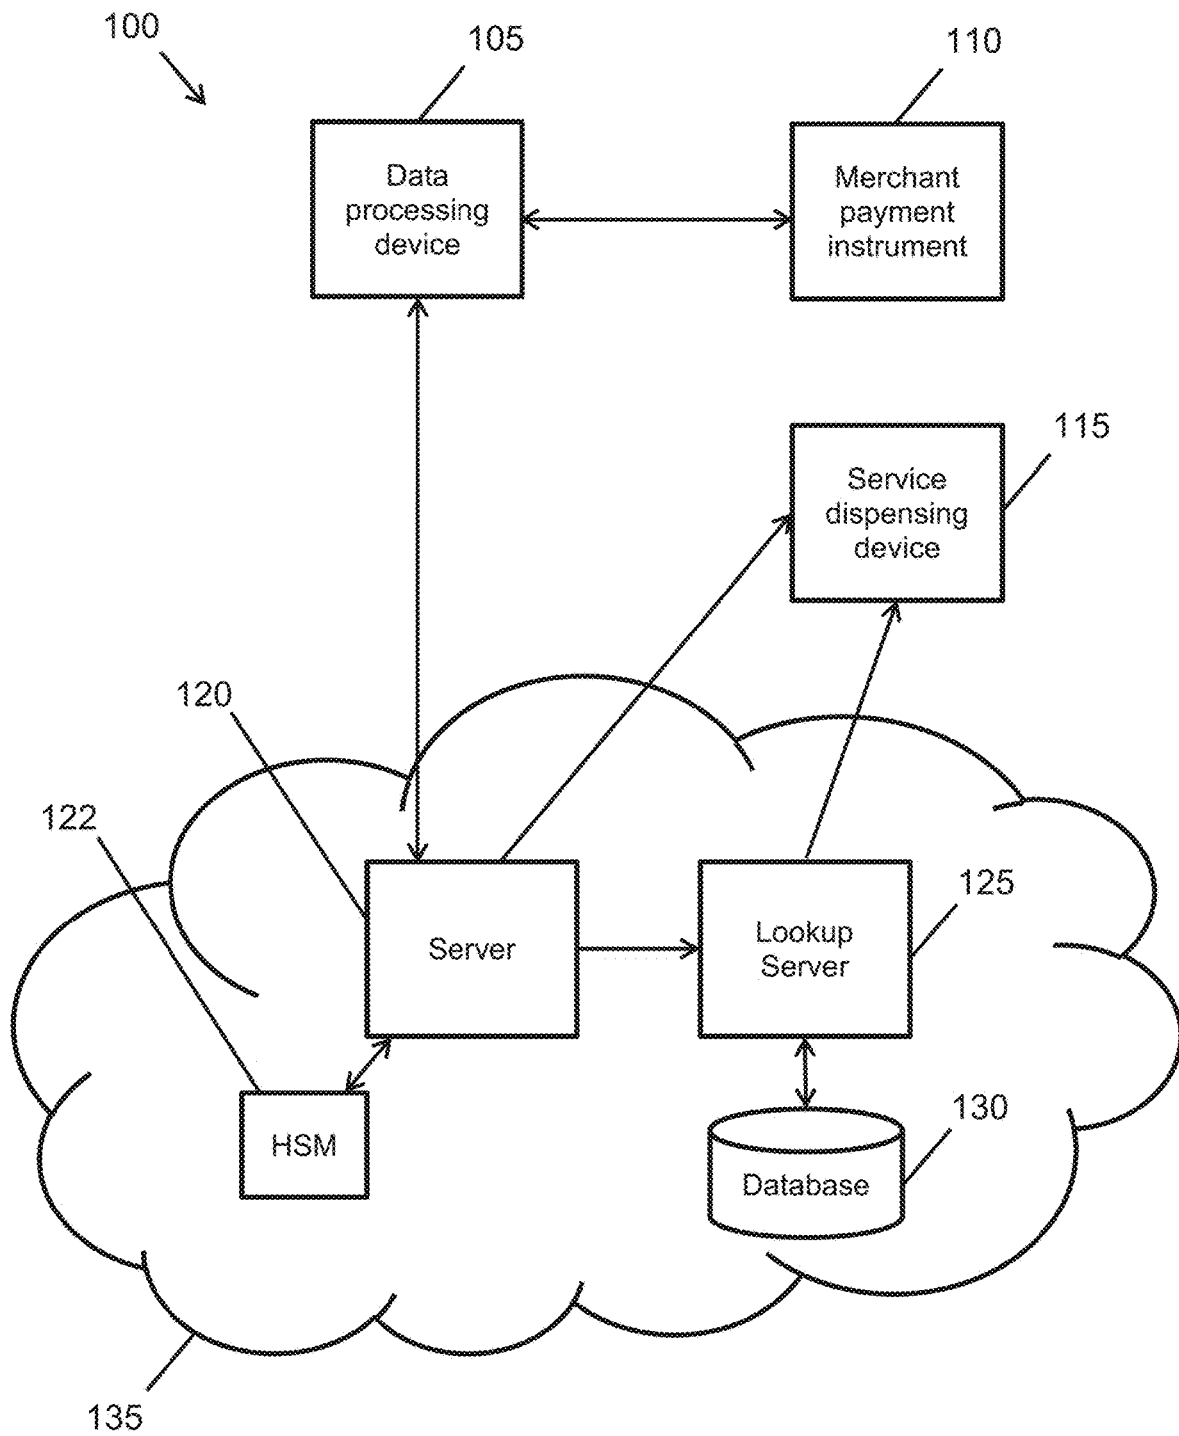 100
105
110
Data
processing
device
Merchant
payment
instrument
115
Service
dispensing
device
120
122
125
Server
Lookup
Server
130
HSM
Database
135